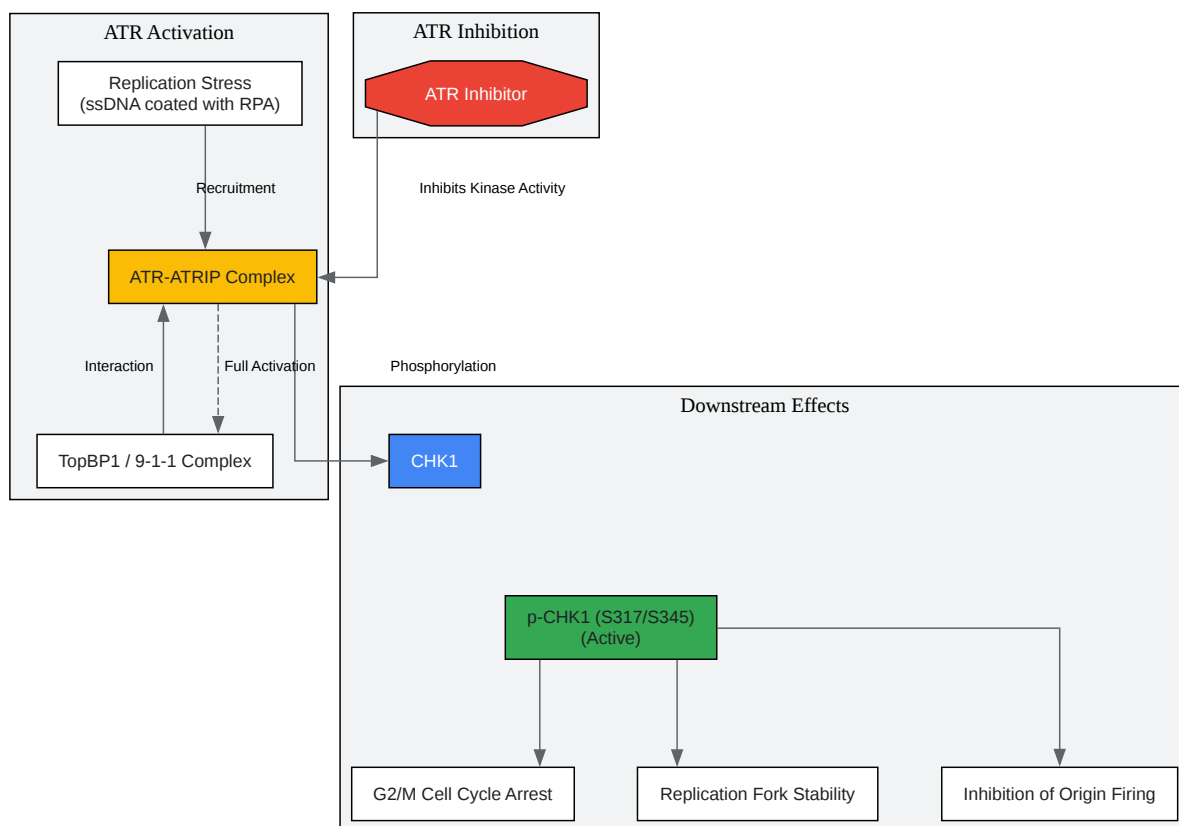 ATR Activation
ATR Inhibition
Replication Stress
(ssDNA coated with RPA)
ATR Inhibitor
Recruitment
Inhibits Kinase Activity
ATR-ATRIP Complex
Interaction
Full Activation
Phosphorylation
Downstream Effects
TopBP1 / 9-1-1 Complex
CHK1
p-CHK1 (S317/S345)
(Active)
G2/M Cell Cycle Arrest
Replication Fork Stability
Inhibition of Origin Firing